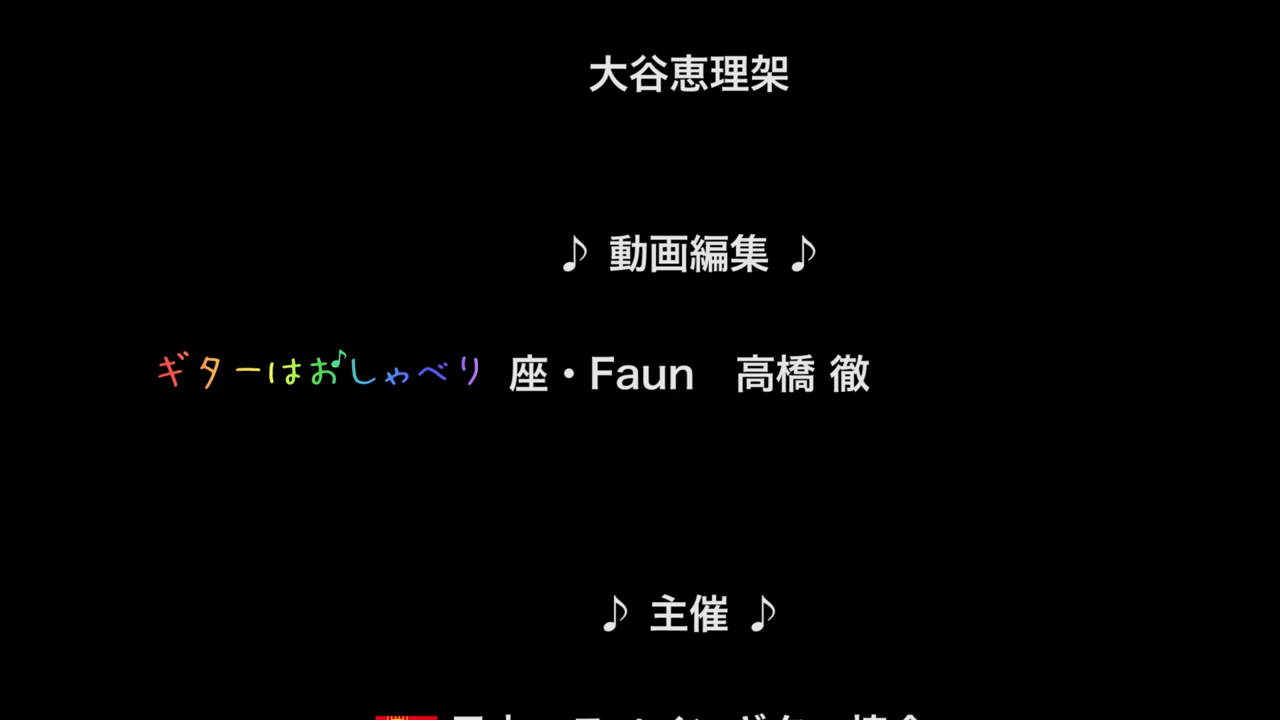 大谷恵理架
♪ 動画編集 ♪
ギターはおしゃべり 座・Faun 高橋 徹
♪ 主催 ♪